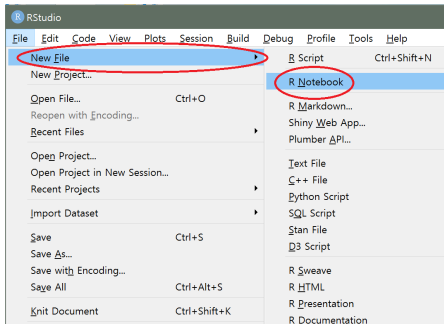 RStudio
File Edit Code View Plots Session Build Debug Profile Tools Help
New File
New Project...
Open File... Ctrl+O
Reopen with Encoding...
Recent Files
Open Project...
Open Project in New Session...
Recent Projects
Import Dataset
Save Ctrl+S
Save As...
Save with Encoding...
Save All Ctrl+Alt+S
Knit Document Ctrl+Shift+K
R Script Ctrl+Shift+N
R Notebook
R Markdown...
Shiny Web App...
Plumber API...
Text File
C++ File
Python Script
SQL Script
Stan File
D3 Script
R Sweave
R HTML
R Presentation
R Documentation